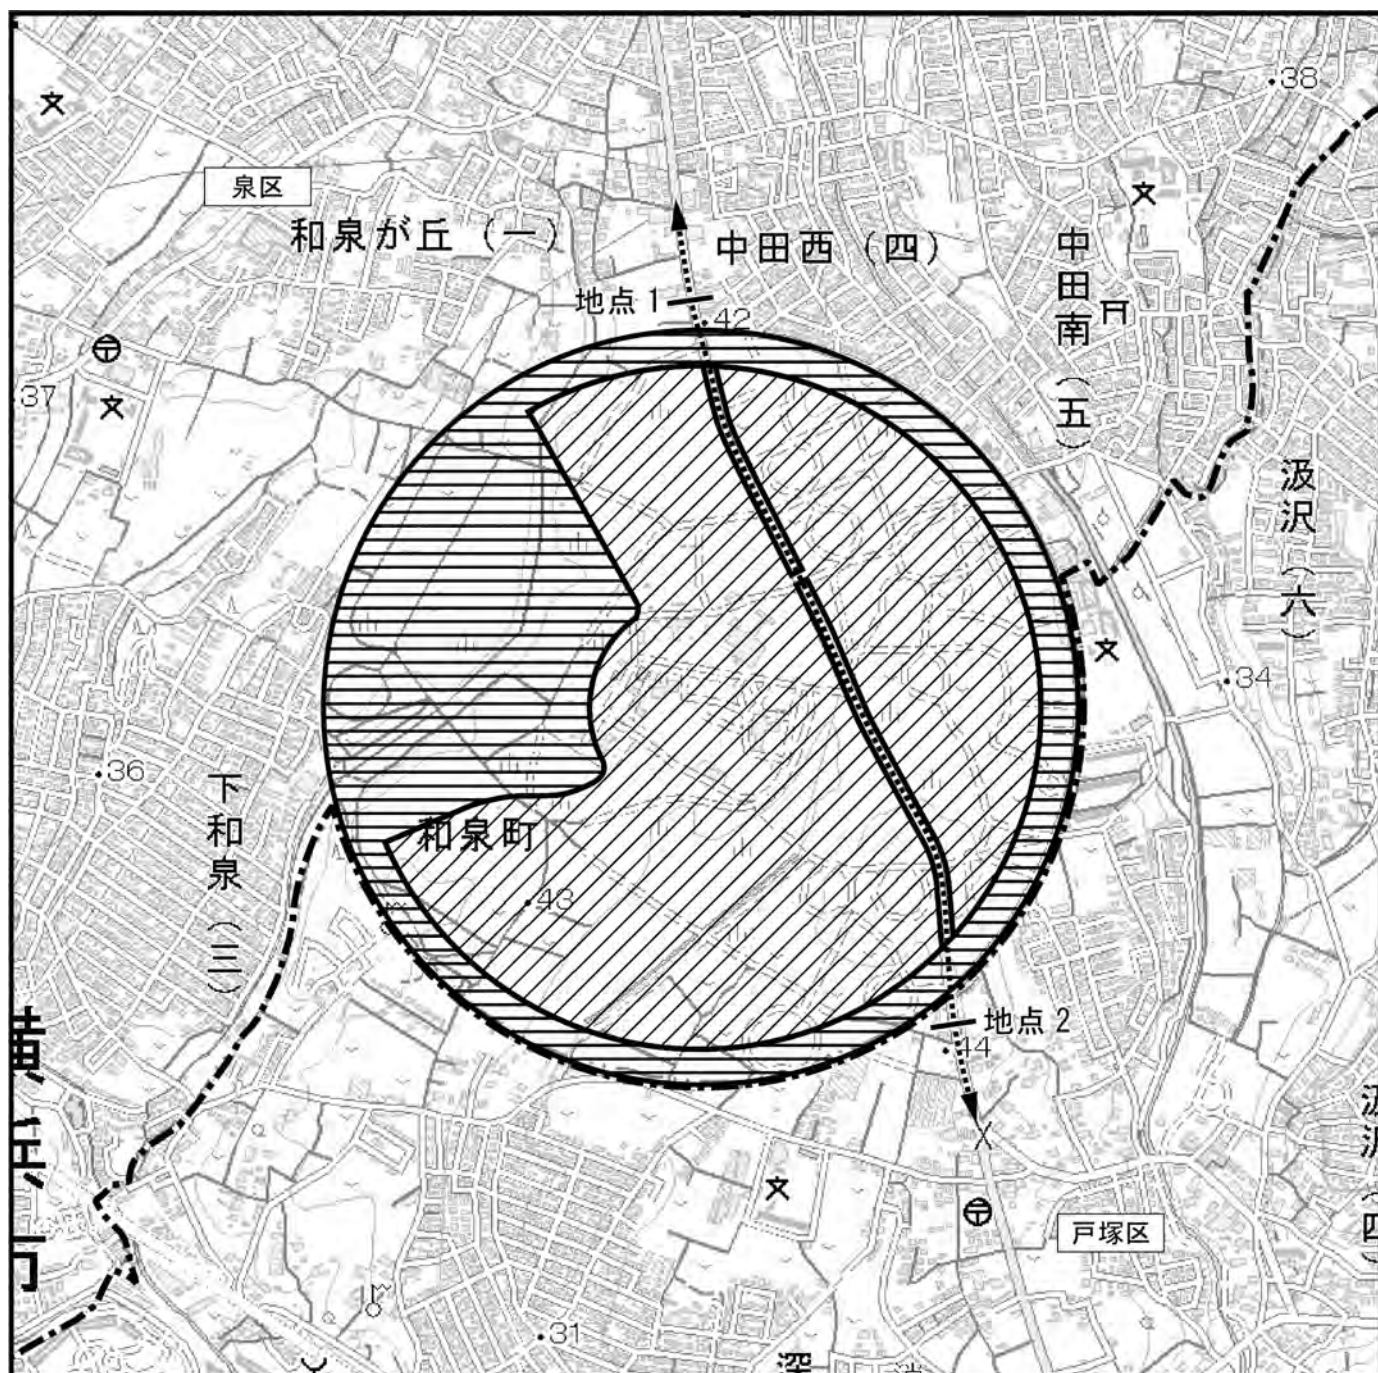 38
泉区
和泉が丘(一)
中田西(四)
中田南(五)
地点1
42
37
汲沢(六)
34
36
下和泉(三)
和泉町
43
地点2
44
戸塚区
31